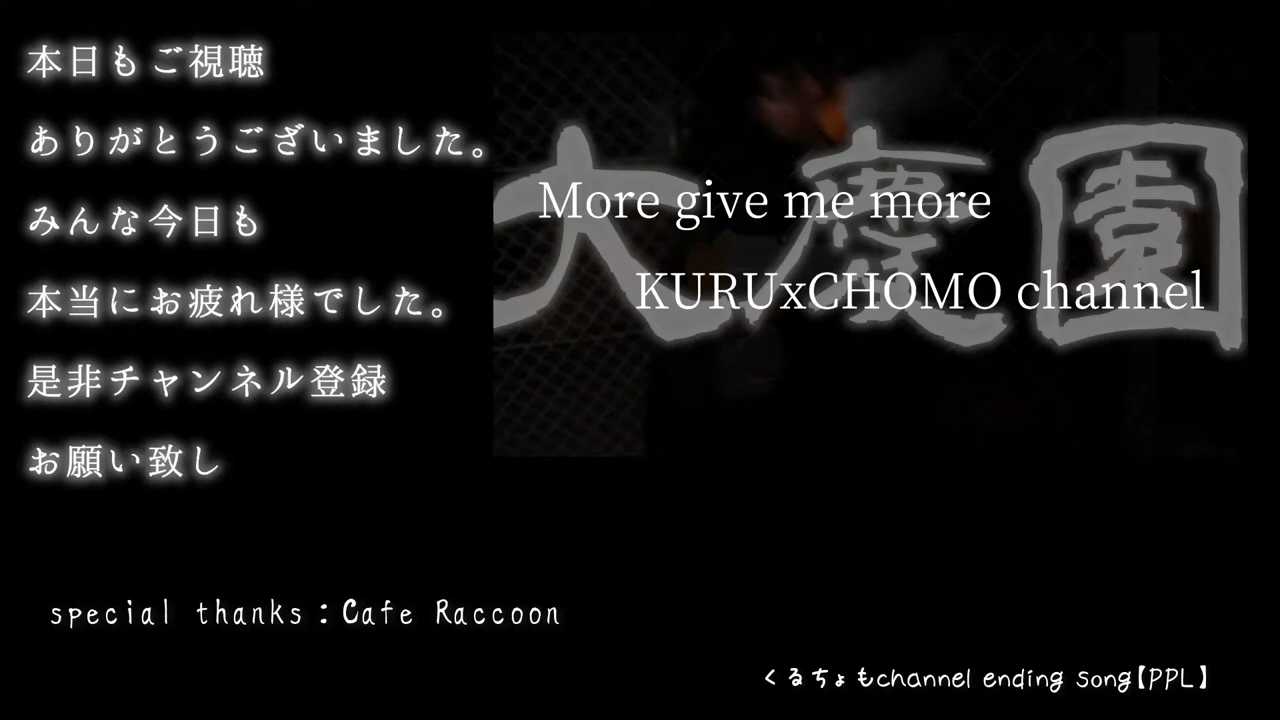 本日もご視聴
ありがとうございました。
みんな今日も
本当にお疲れ様でした。
是非チャンネル登録
お願い致し
大慶園
More give me more
KURUxCHOMO channel
special thanks：Cafe Raccoon
くるちょもchannel ending song【PPL】